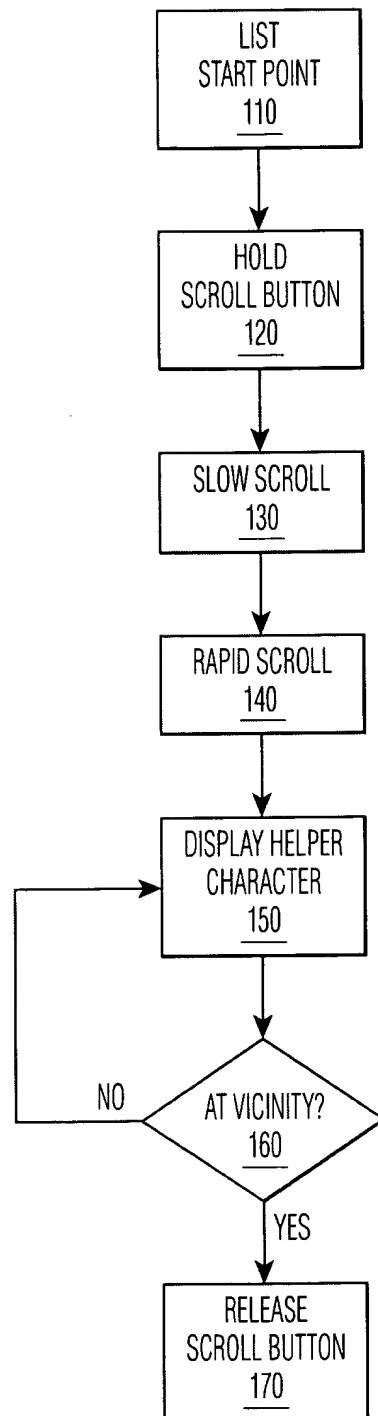 LIST
START POINT
110
HOLD
SCROLL BUTTON
120
SLOW SCROLL
130
RAPID SCROLL
140
DISPLAY HELPER
CHARACTER
150
AT VICINITY?
160
NO
YES
RELEASE
SCROLL BUTTON
170